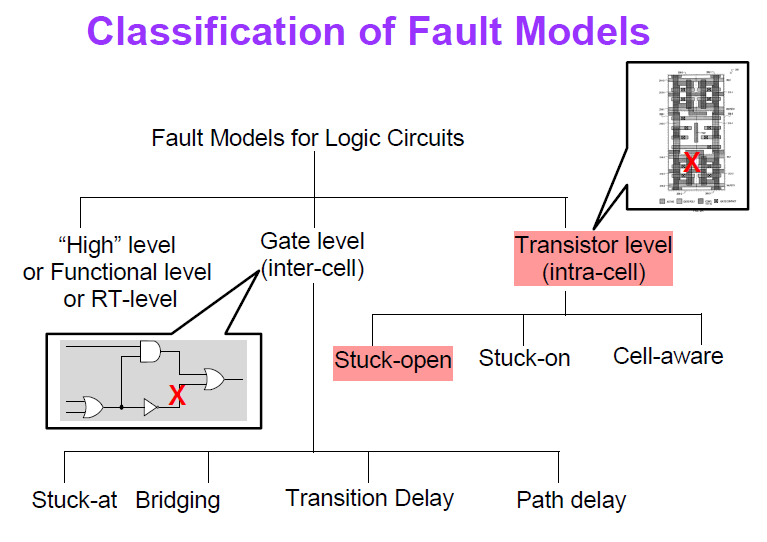 Classification of Fault Models
Fault Models for Logic Circuits
“High” level
or Functional level
or RT-level
Gate level
(inter-cell)
Transistor level
(intra-cell)
X
X
Stuck-open
Stuck-on
Cell-aware
Stuck-at
Bridging
Transition Delay
Path delay